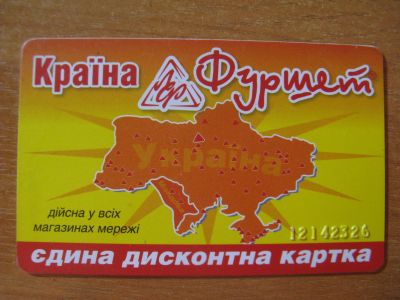 Країна Фуршет
Україна
дійсна у всіх
магазинах мережі
12142326
ЄДИНА ДИСКОНТНА КАРТКА